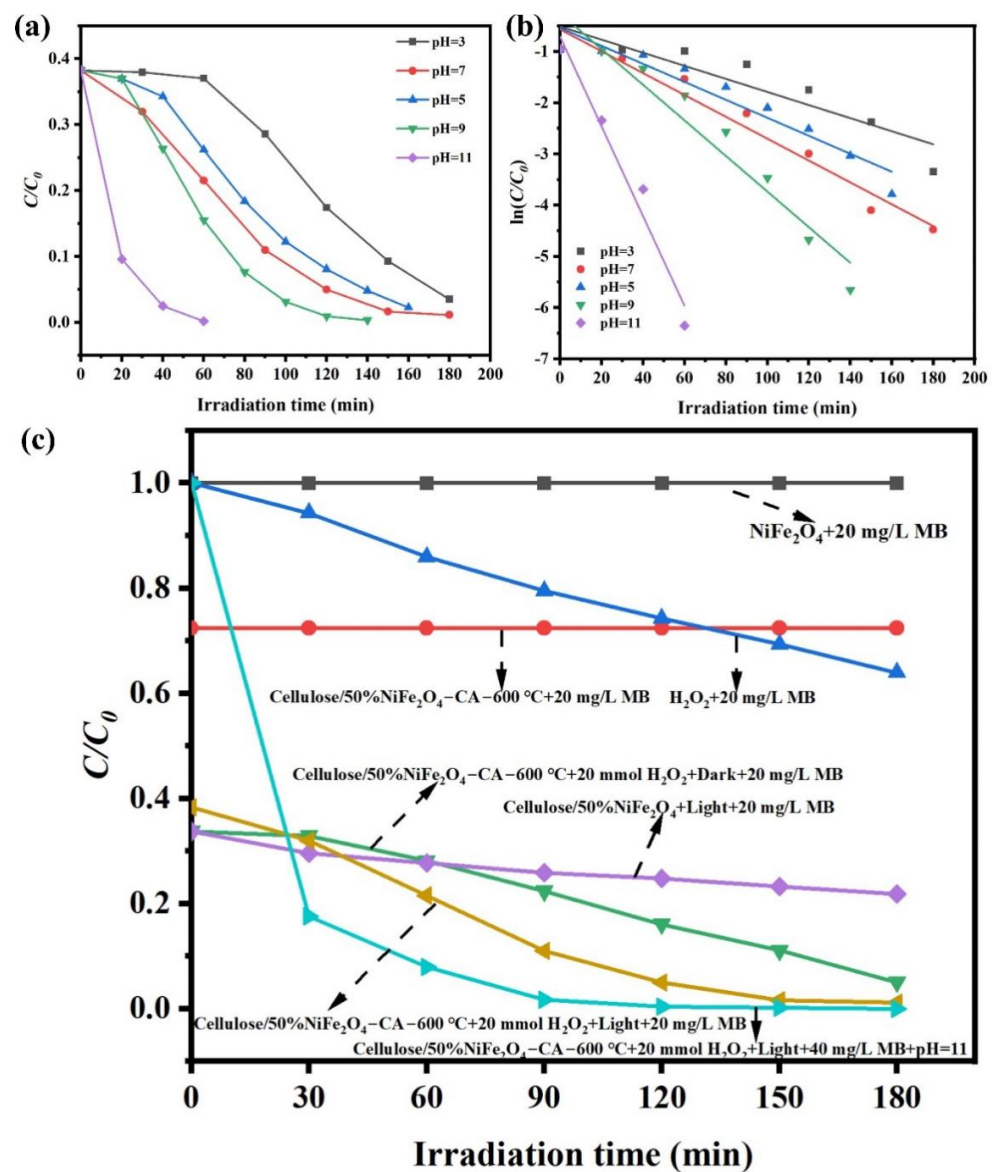 (a)
pH=3
pH=7
pH=5
pH=9
pH=11
0.4
0.3
0.2
0.1
0.0
C/C₀
0 20 40 60 80 100 120 140 160 180 200
Irradiation time (min)
(b)
-1
-2
-3
-4
-5
-6
-7
ln(C/C₀)
pH=3
pH=7
pH=5
pH=9
pH=11
0 20 40 60 80 100 120 140 160 180 200
Irradiation time (min)
(c)
1.0
0.8
0.6
0.4
0.2
0.0
C/C₀
NiFe₂O₄+20 mg/L MB
Cellulose/50%NiFe₂O₄−CA−600 °C+20 mg/L MB
H₂O₂+20 mg/L MB
Cellulose/50%NiFe₂O₄−CA−600 °C+20 mmol H₂O₂+Dark+20 mg/L MB
Cellulose/50%NiFe₂O₄+Light+20 mg/L MB
Cellulose/50%NiFe₂O₄−CA−600 °C+20 mmol H₂O₂+Light+20 mg/L MB
Cellulose/50%NiFe₂O₄−CA−600 °C+20 mmol H₂O₂+Light+40 mg/L MB+pH=11
0 30 60 90 120 150 180
Irradiation time (min)